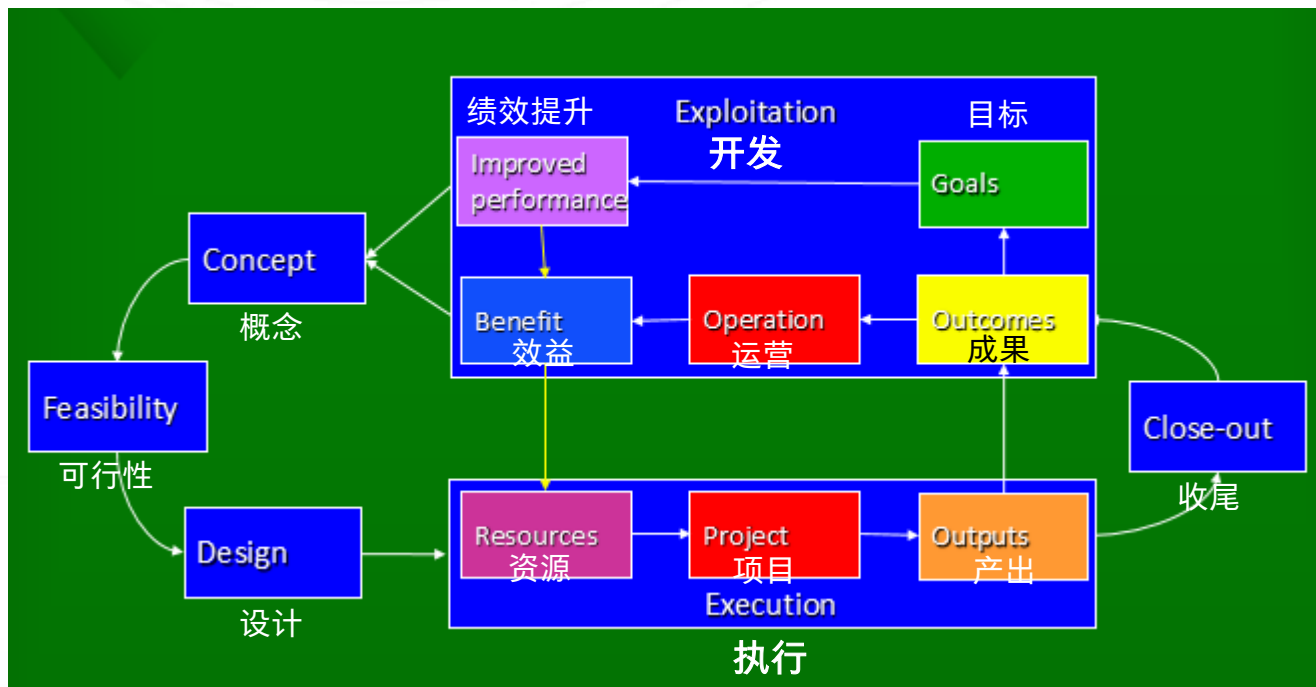 绩效提升
Exploitation
目标
开发
Improved
performance
Goals
Concept
概念
Benefit
效益
Operation
运营
Outcomes
成果
Feasibility
可行性
Close-out
收尾
Design
设计
Resources
资源
Project
项目
Outputs
产出
Execution
执行